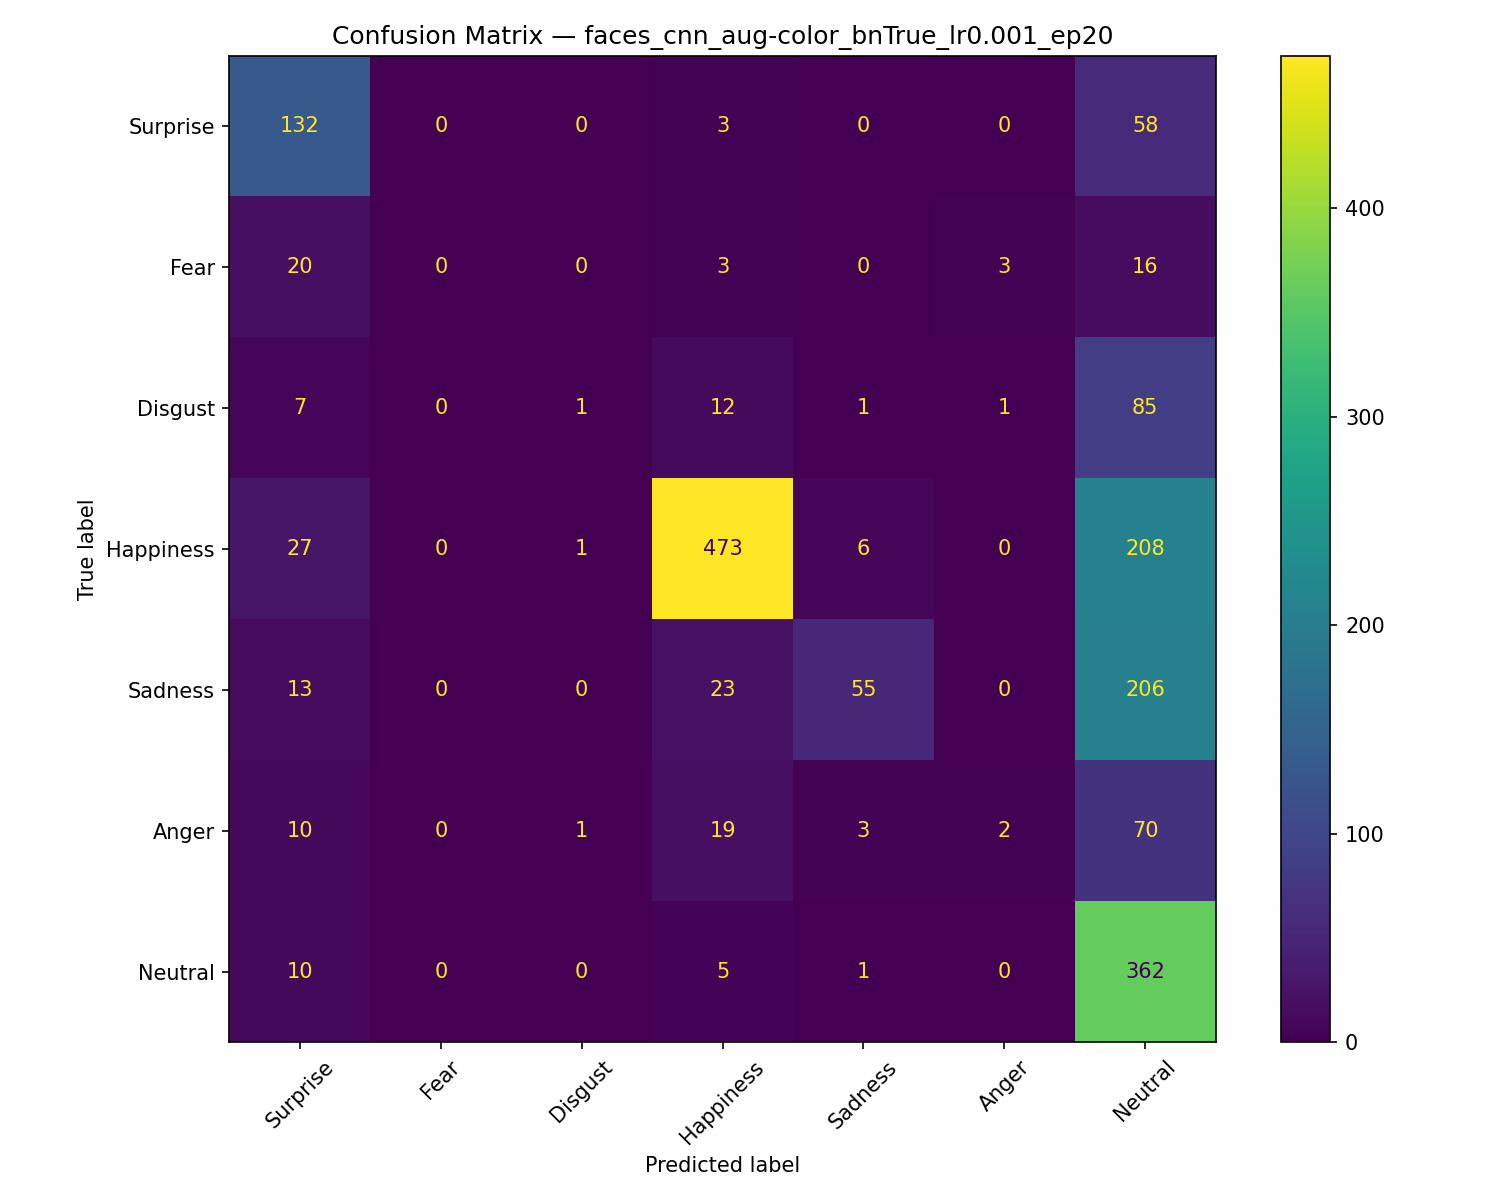 Confusion Matrix — faces_cnn_aug-color_bnTrue_lr0.001_ep20
Surprise 132 0 0 3 0 0 58
Fear 20 0 0 3 0 3 16
Disgust 7 0 1 12 1 1 85
Happiness 27 0 1 473 6 0 208
Sadness 13 0 0 23 55 0 206
Anger 10 0 1 19 3 2 70
Neutral 10 0 0 5 1 0 362
True label
Surprise Fear Disgust Happiness Sadness Anger Neutral
Predicted label
400
300
200
100
0